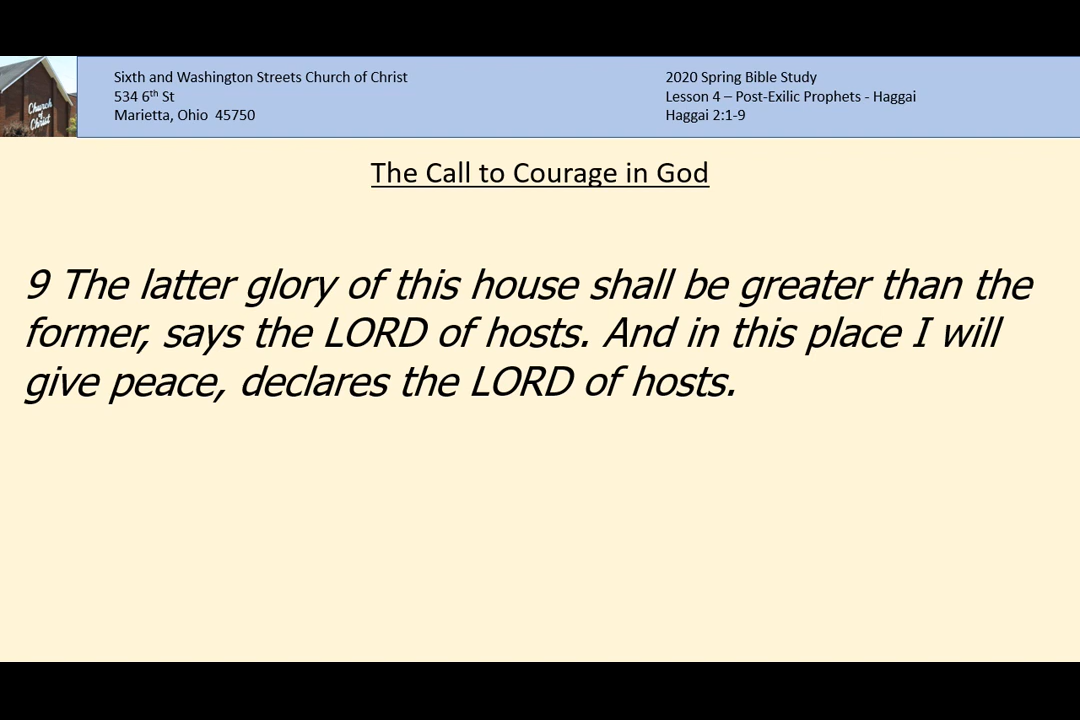 Church
of
Christ
Sixth and Washington Streets Church of Christ
534 6th St
Marietta, Ohio 45750
2020 Spring Bible Study
Lesson 4 – Post-Exilic Prophets - Haggai
Haggai 2:1-9
The Call to Courage in God
9 The latter glory of this house shall be greater than the
former, says the LORD of hosts. And in this place I will
give peace, declares the LORD of hosts.